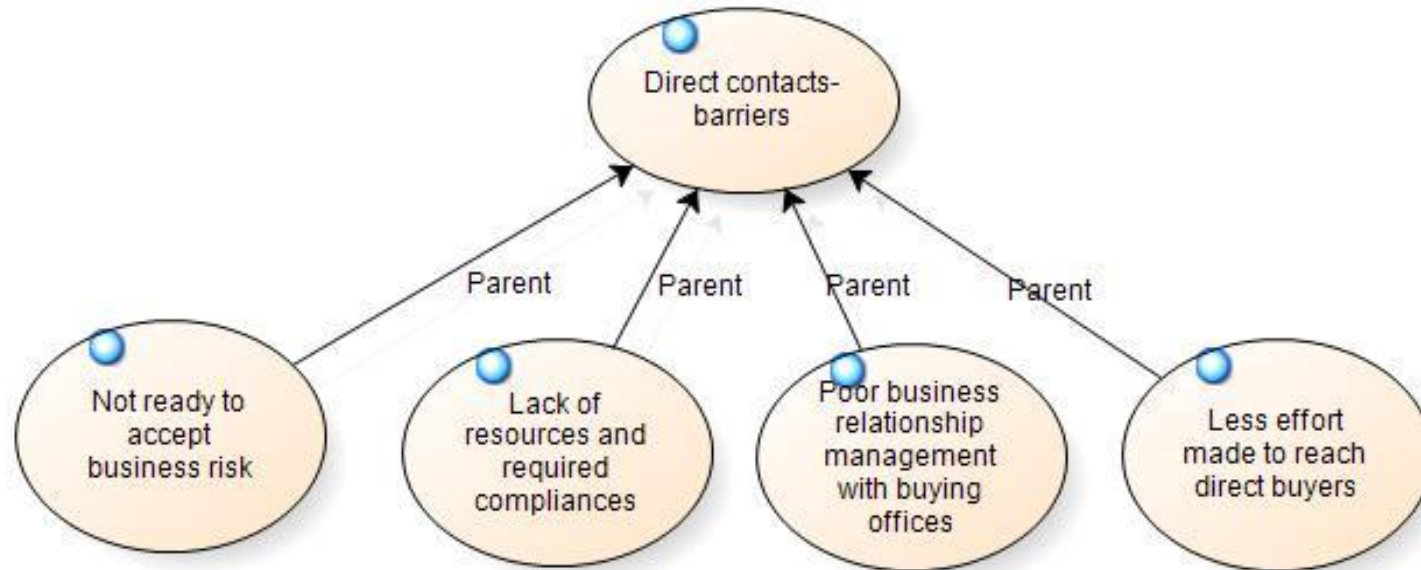 Direct contacts-
barriers
Parent
Parent
Parent
Parent
Not ready to
accept
business risk
Lack of
resources and
required
compliances
Poor business
relationship
management
with buying
offices
Less effort
made to reach
direct buyers